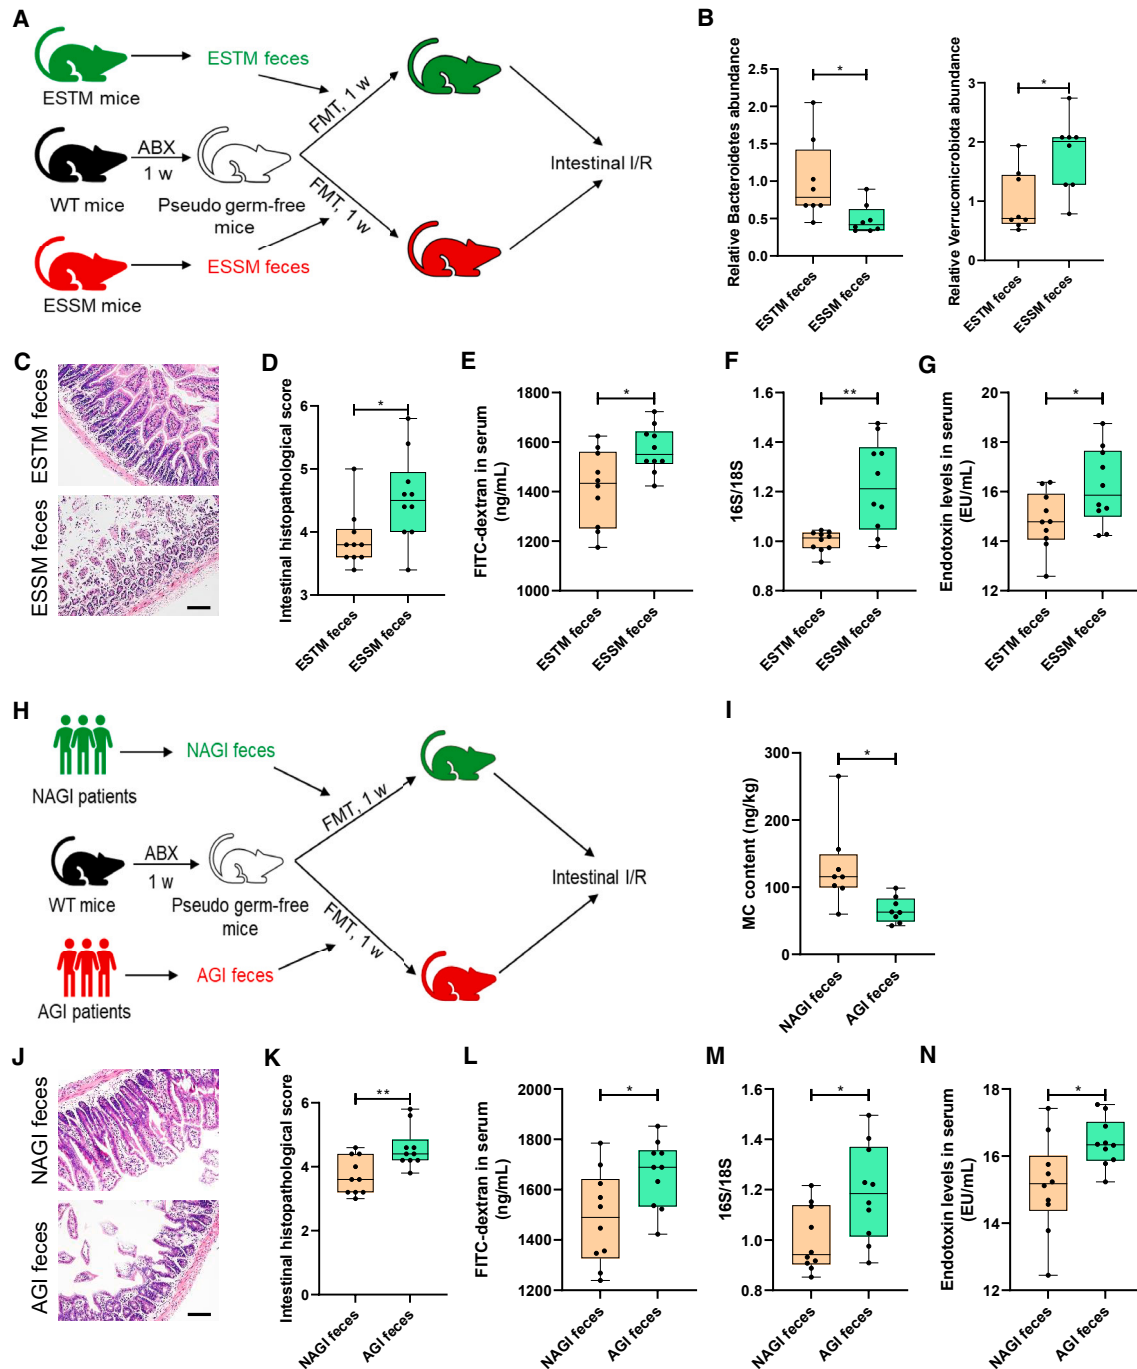 A
ESTM feces
ESTM mice
FMT, 1 w
ABX
1 w
WT mice
Pseudo germ-free
mice
Intestinal I/R
FMT, 1 w
ESSM feces
ESSM mice
B
Relative Bacteroidetes abundance
2.5
2.0
1.5
1.0
0.5
0.0
*
ESTM feces
ESSM feces
Relative Verrucomicrobiota abundance
3
2
1
0
*
ESTM feces
ESSM feces
C
ESTM feces
ESSM feces
D
Intestinal histopathological score
6
5
4
3
*
ESTM feces
ESSM feces
E
FITC-dextran in serum
(ng/mL)
1800
1600
1400
1200
1000
*
ESTM feces
ESSM feces
F
16S/18S
1.6
1.4
1.2
1.0
0.8
**
ESTM feces
ESSM feces
G
Endotoxin levels in serum
(EU/mL)
20
18
16
14
12
*
ESTM feces
ESSM feces
H
NAGI feces
NAGI patients
FMT, 1 w
ABX
1 w
WT mice
Pseudo germ-free
mice
Intestinal I/R
FMT, 1 w
AGI feces
AGI patients
I
MC content (ng/kg)
300
200
100
0
*
NAGI feces
AGI feces
J
NAGI feces
AGI feces
K
Intestinal histopathological score
6
4
2
0
**
NAGI feces
AGI feces
L
FITC-dextran in serum
(ng/mL)
2000
1800
1600
1400
1200
*
NAGI feces
AGI feces
M
16S/18S
1.6
1.4
1.2
1.0
0.8
*
NAGI feces
AGI feces
N
Endotoxin levels in serum
(EU/mL)
18
16
14
12
*
NAGI feces
AGI feces